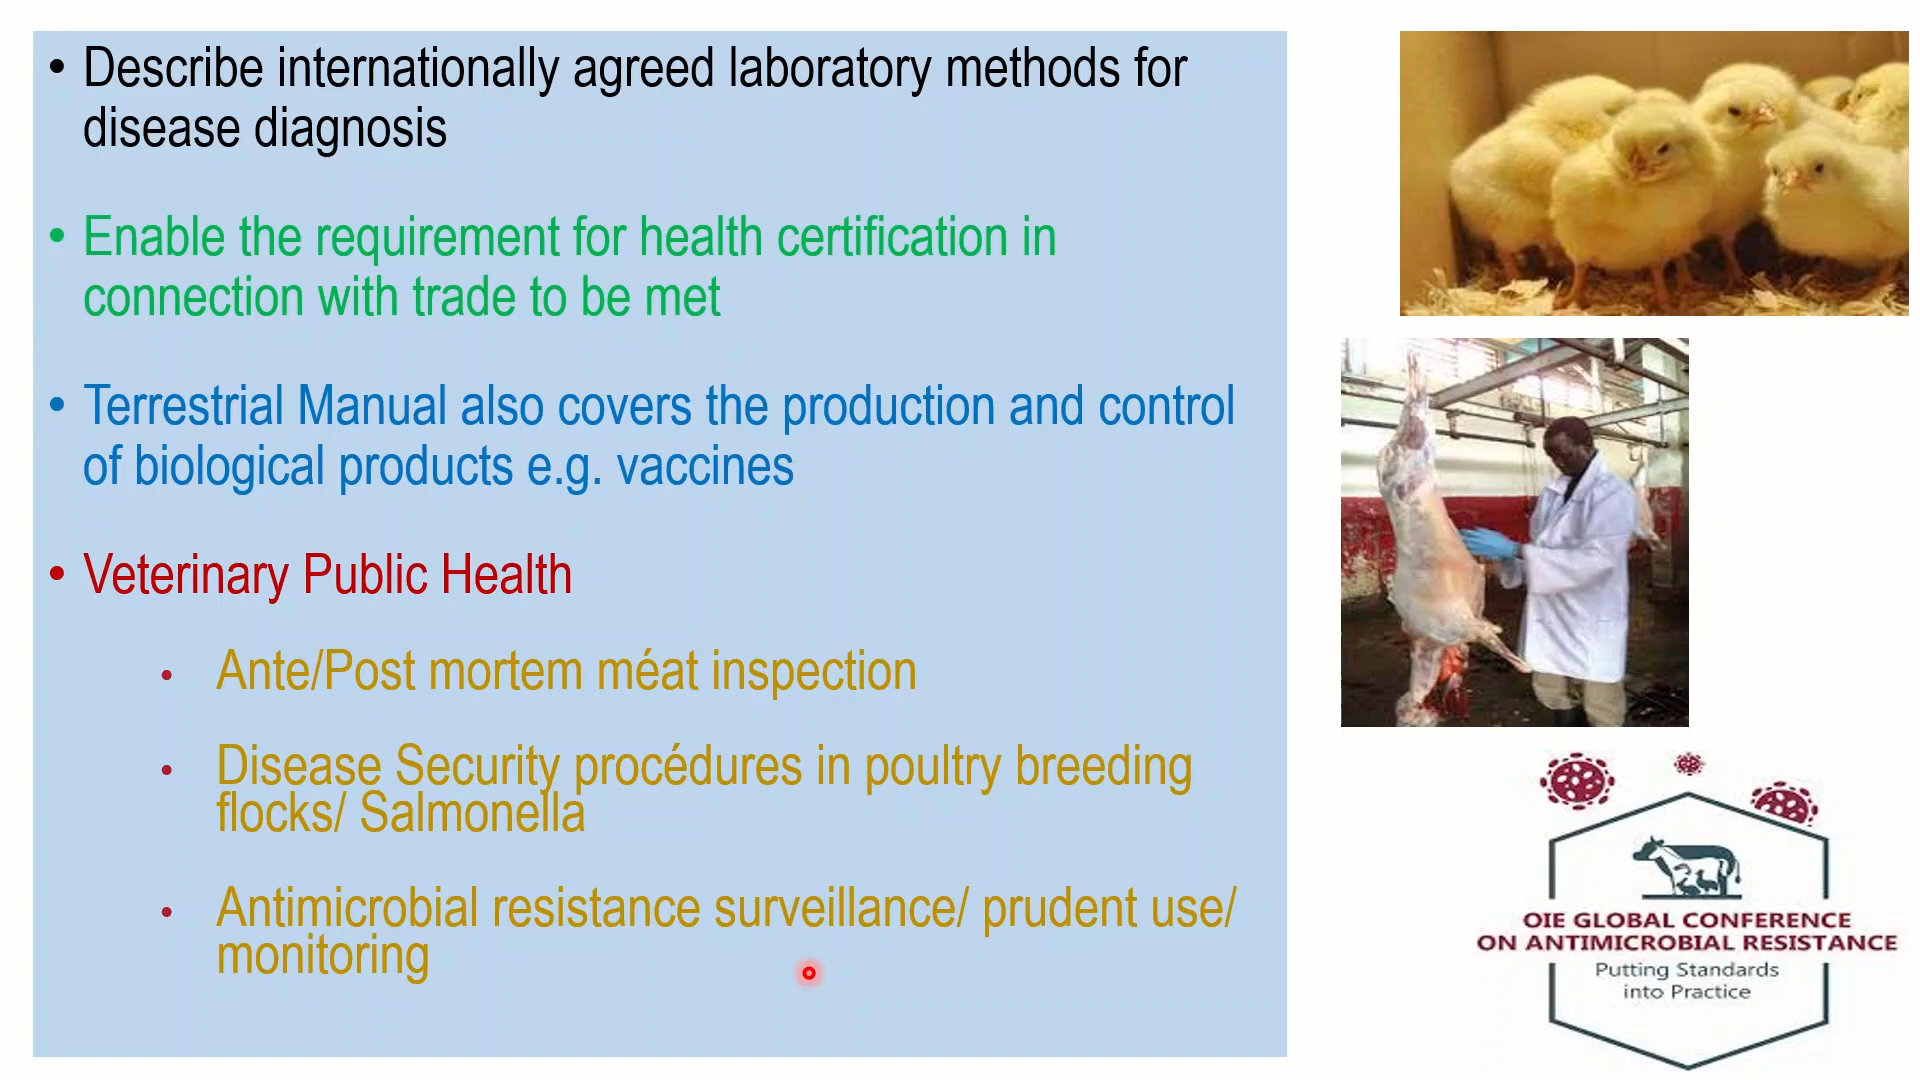 • Describe internationally agreed laboratory methods for
disease diagnosis
• Enable the requirement for health certification in
connection with trade to be met
• Terrestrial Manual also covers the production and control
of biological products e.g. vaccines
• Veterinary Public Health
• Ante/Post mortem méat inspection
• Disease Security procédures in poultry breeding
flocks/ Salmonella
• Antimicrobial resistance surveillance/ prudent use/
monitoring
OIE GLOBAL CONFERENCE
ON ANTIMICROBIAL RESISTANCE
Putting Standards
into Practice